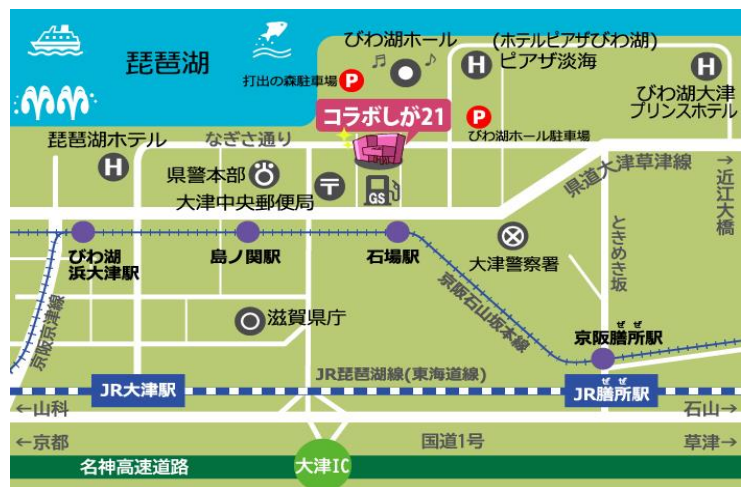 琵琶湖
びわ湖ホール
打出の森駐車場
P
(ホテルピアザびわ湖)
H
ピアザ淡海
H
びわ湖大津
プリンスホテル
コラボしが21
P
びわ湖ホール駐車場
琵琶湖ホテル
H
なぎさ通り
県警本部
大津中央郵便局
〒
GS
県道大津草津線
→近江大橋
びわ湖
浜大津駅
島ノ関駅
石場駅
大津警察署
ときめき坂
京阪京津線
滋賀県庁
京阪石山坂本線
ぜぜ
京阪膳所駅
JR大津駅
JR琵琶湖線(東海道線)
ぜぜ
JR膳所駅
←山科
石山→
←京都
国道1号
草津→
名神高速道路
大津IC